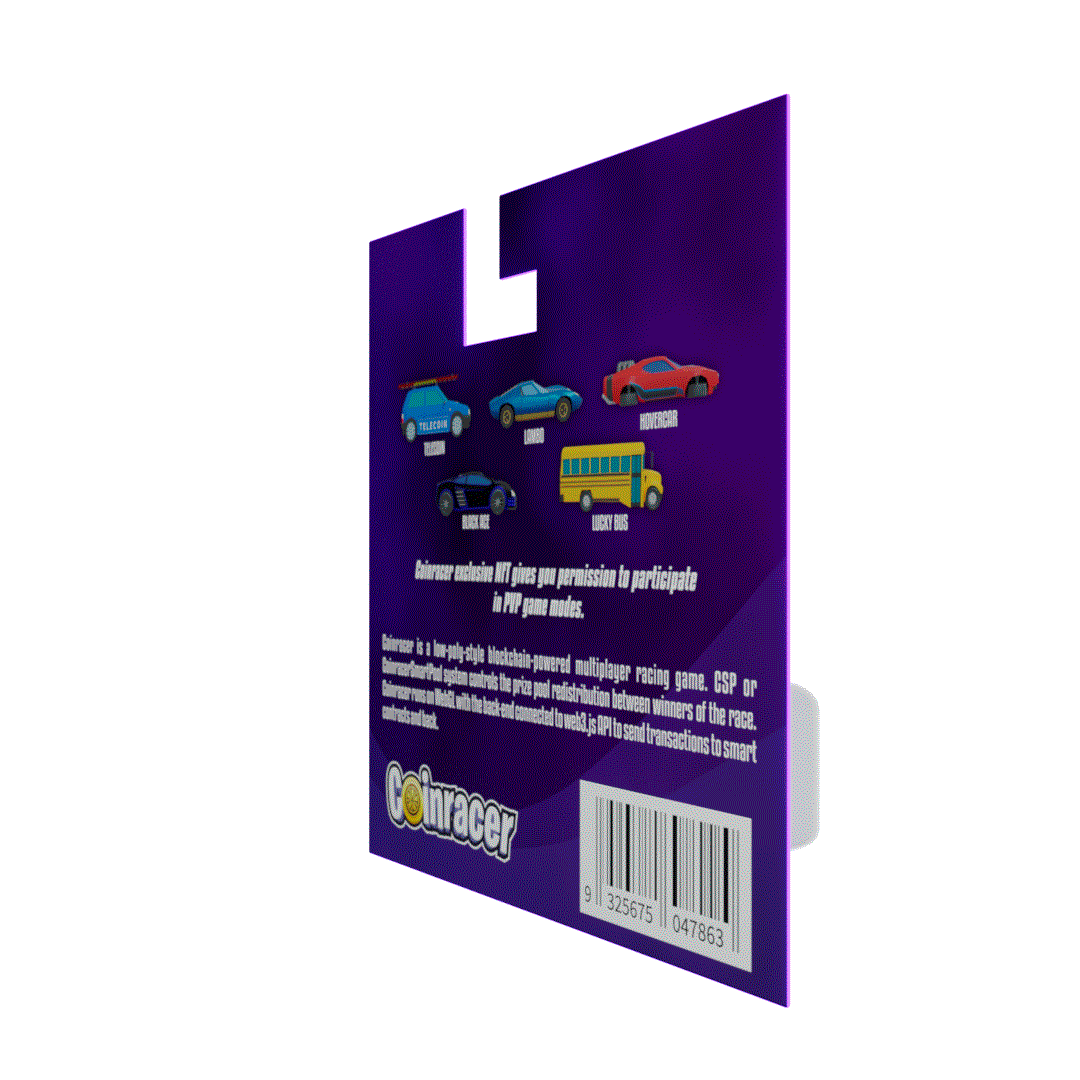 TELECOIN
LAMBO
HOVERCAR
LUCKY BUS
Coinracer exclusive NFT gives you permission to participate
in PVP game modes.
Coinracer is a low-poly-style blockchain-powered multiplayer racing game. CSP or
CoinracerSmartPool system controls the prize pool redistribution between winners of the race.
Coinracer runs on WebGL with the back-end connected to web3.js API to send transactions to smart
contracts and back.
Coinracer
9 325675 047863